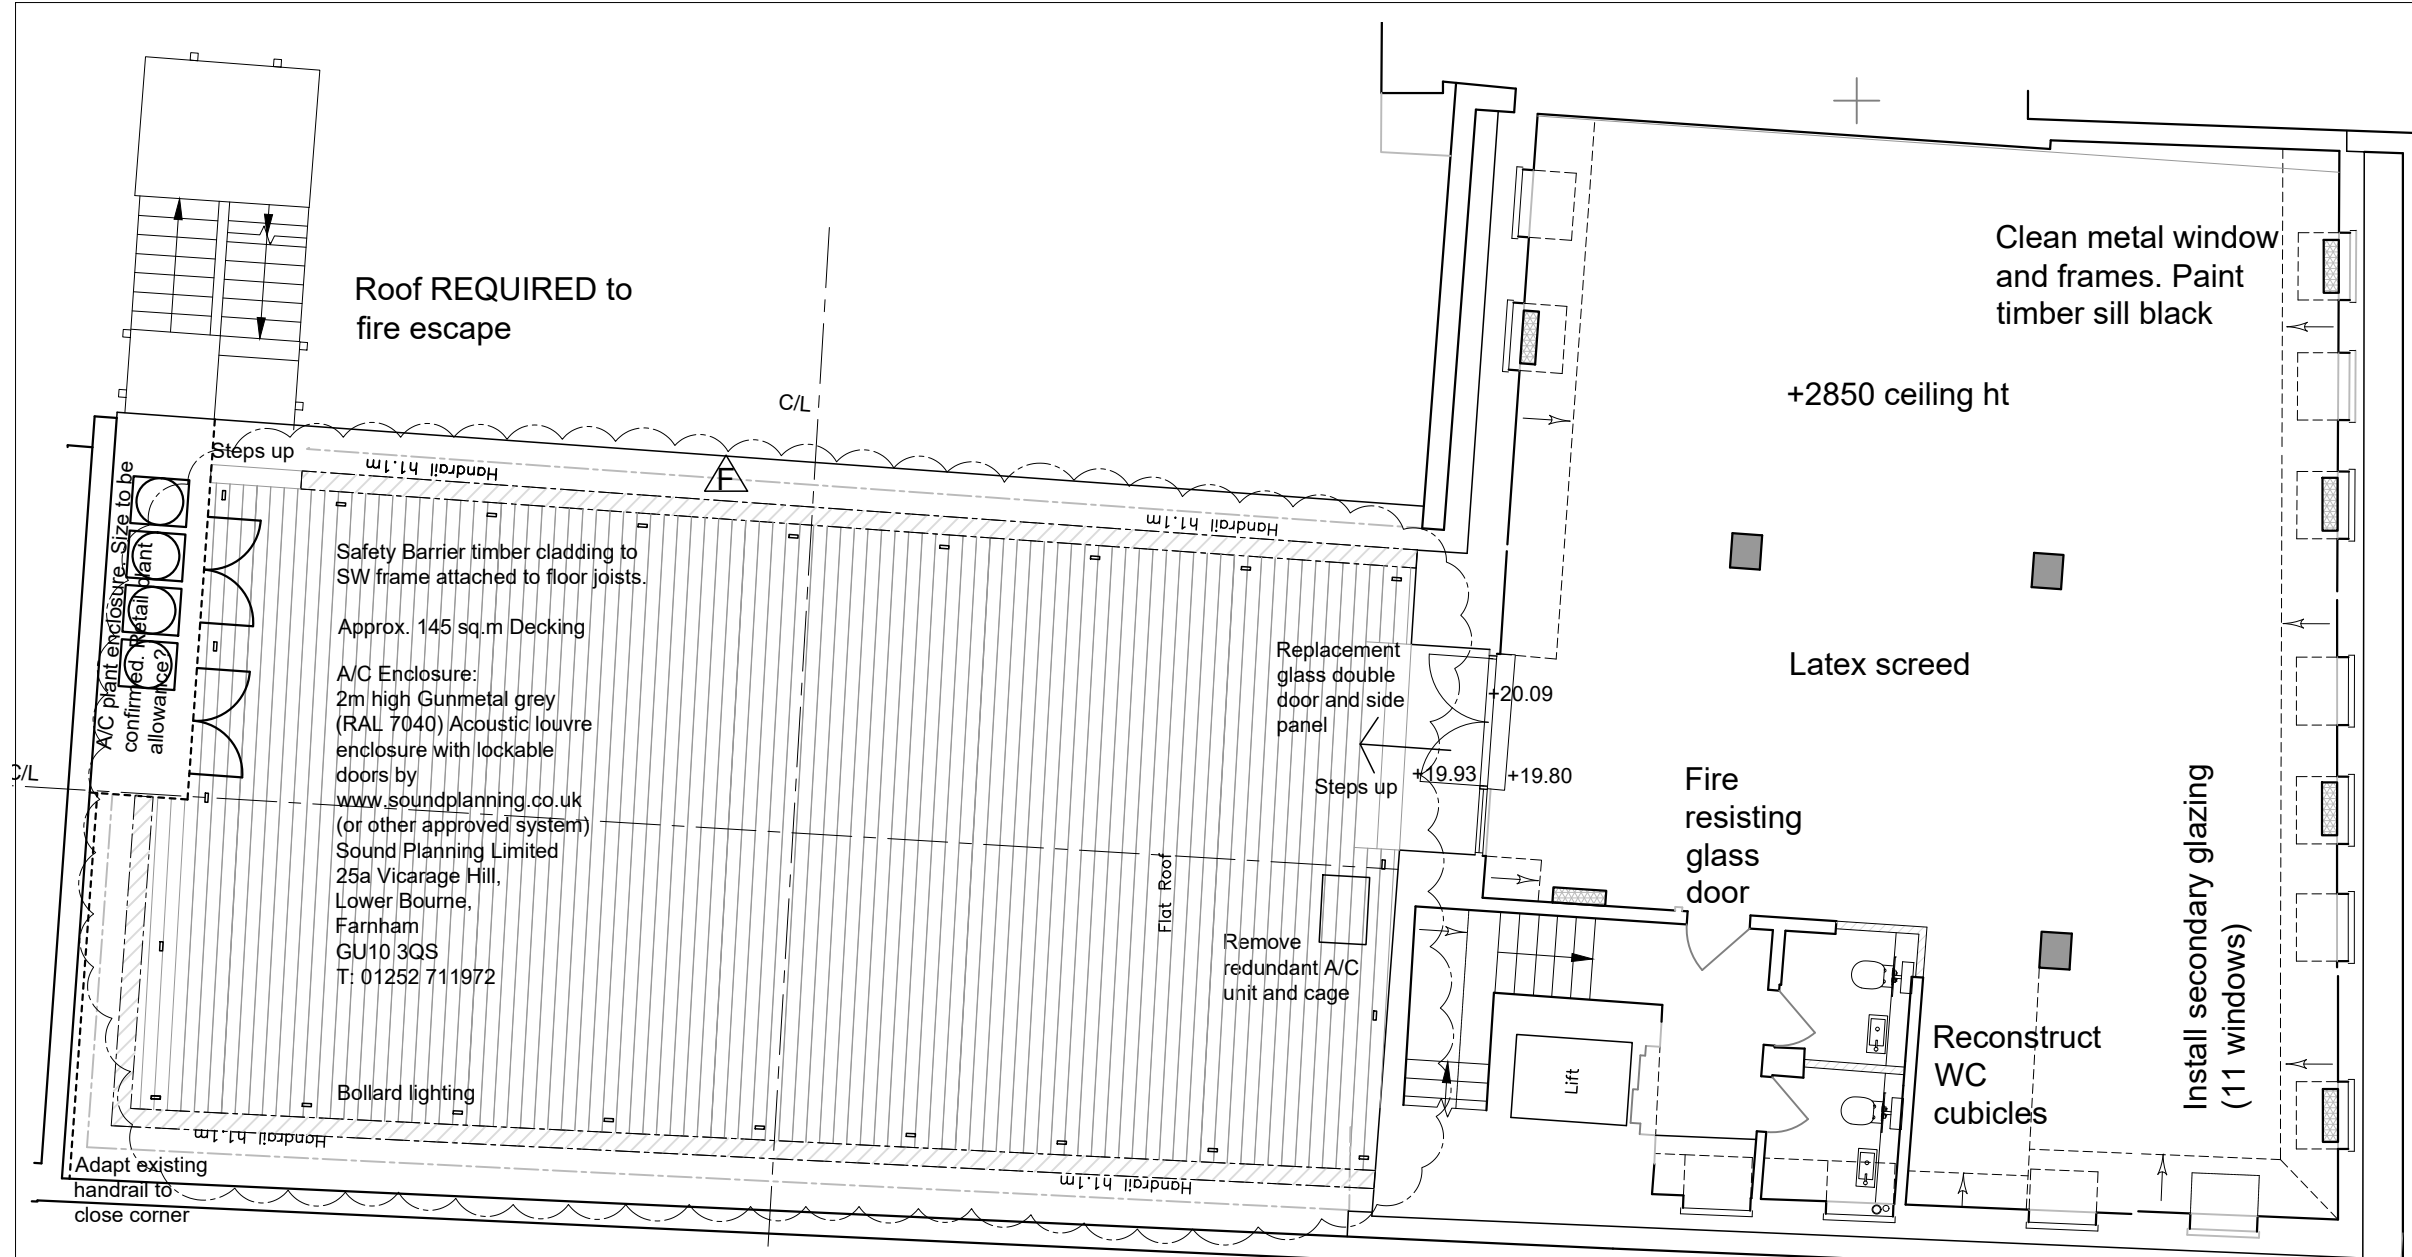 Roof REQUIRED to
fire escape
C/L
Clean metal window
and frames. Paint
timber sill black
+2850 ceiling ht
Steps up
Handrail h1.1m
F
Handrail h1.1m
A/C plant enclosure. Size to be
confirmed. Retail plant
allowance?
Safety Barrier timber cladding to
SW frame attached to floor joists.
Approx. 145 sq.m Decking
A/C Enclosure:
2m high Gunmetal grey
(RAL 7040) Acoustic louvre
enclosure with lockable
doors by
www.soundplanning.co.uk
(or other approved system)
Sound Planning Limited
25a Vicarage Hill,
Lower Bourne,
Farnham
GU10 3QS
T: 01252 711972
Bollard lighting
C/L
Replacement
glass double
door and side
panel
+20.09
+19.93
+19.80
Steps up
Latex screed
Fire
resisting
glass
door
Flat Roof
Remove
redundant A/C
unit and cage
Lift
Reconstruct
WC
cubicles
Install secondary glazing
(11 windows)
Handrail h1.1m
Handrail h1.1m
Adapt existing
handrail to
close corner